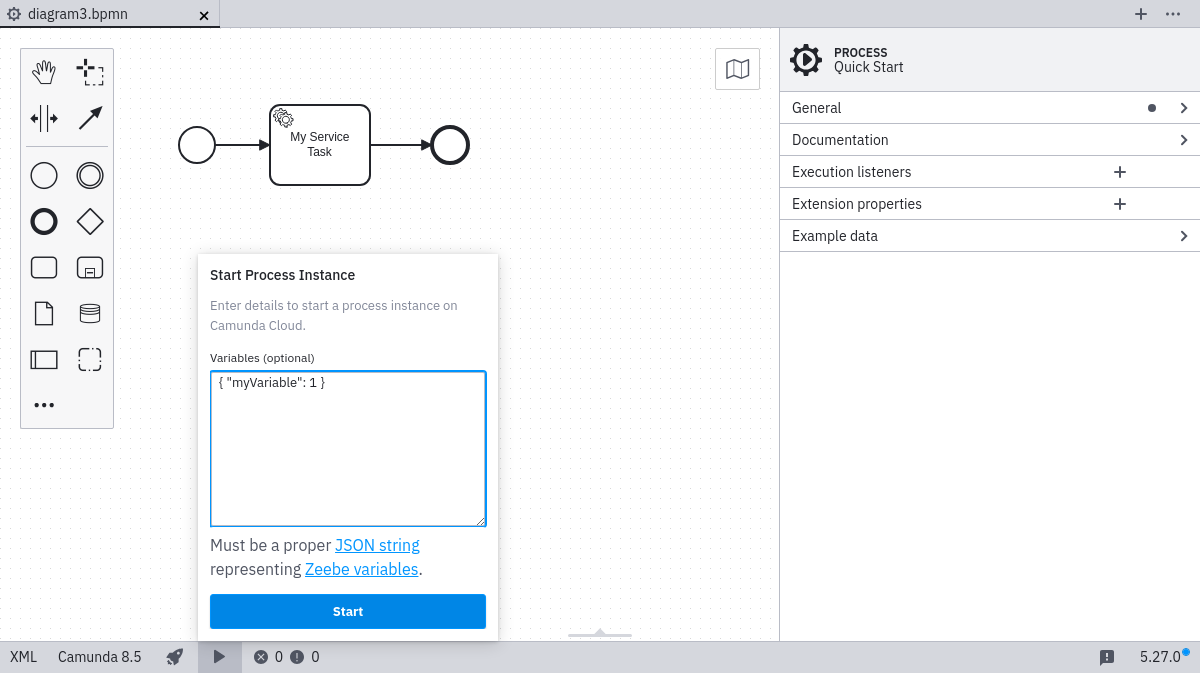 diagram3.bpmn
PROCESS
Quick Start
General
Documentation
Execution listeners
Extension properties
Example data
My Service
Task
Start Process Instance
Enter details to start a process instance on
Camunda Cloud.
Variables (optional)
{ "myVariable": 1 }
Must be a proper JSON string
representing Zeebe variables.
Start
XML Camunda 8.5 0 0 5.27.0